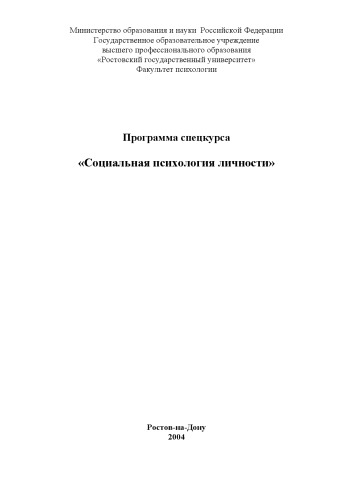 Министерство образования и науки  Российской Федерации
Государственное образовательное учреждение
высшего профессионального образования
«Ростовский государственный университет»
Факультет психологии
Программа спецкурса
«Социальная психология личности»
Ростов-на-Дону
2004